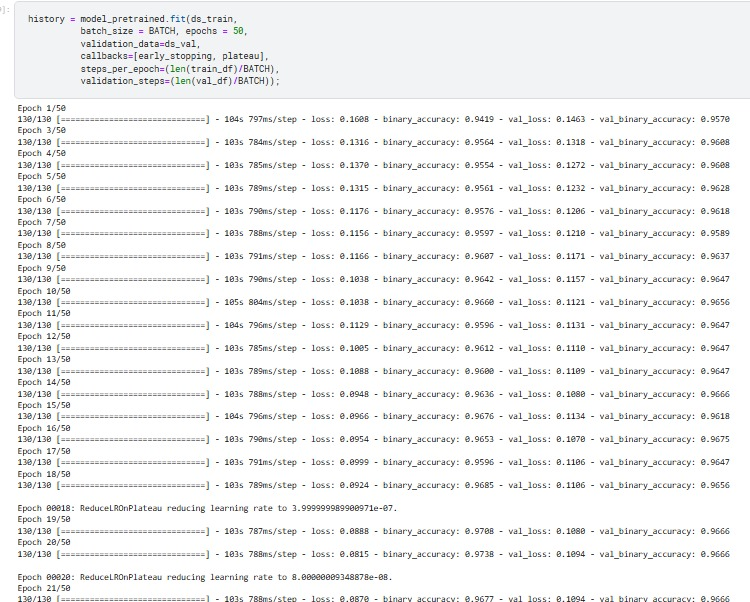 ]:
history = model_pretrained.fit(ds_train,
batch_size = BATCH, epochs = 50,
validation_data=ds_val,
callbacks=[early_stopping, plateau],
steps_per_epoch=(len(train_df)/BATCH),
validation_steps=(len(val_df)/BATCH));
Epoch 1/50
130/130 [==============================] - 104s 797ms/step - loss: 0.1608 - binary_accuracy: 0.9419 - val_loss: 0.1463 - val_binary_accuracy: 0.9570
Epoch 3/50
130/130 [==============================] - 103s 784ms/step - loss: 0.1316 - binary_accuracy: 0.9564 - val_loss: 0.1318 - val_binary_accuracy: 0.9608
Epoch 4/50
130/130 [==============================] - 103s 785ms/step - loss: 0.1370 - binary_accuracy: 0.9554 - val_loss: 0.1272 - val_binary_accuracy: 0.9608
Epoch 5/50
130/130 [==============================] - 103s 789ms/step - loss: 0.1315 - binary_accuracy: 0.9561 - val_loss: 0.1232 - val_binary_accuracy: 0.9628
Epoch 6/50
130/130 [==============================] - 103s 790ms/step - loss: 0.1176 - binary_accuracy: 0.9576 - val_loss: 0.1206 - val_binary_accuracy: 0.9618
Epoch 7/50
130/130 [==============================] - 103s 788ms/step - loss: 0.1156 - binary_accuracy: 0.9597 - val_loss: 0.1210 - val_binary_accuracy: 0.9589
Epoch 8/50
130/130 [==============================] - 103s 791ms/step - loss: 0.1166 - binary_accuracy: 0.9607 - val_loss: 0.1171 - val_binary_accuracy: 0.9637
Epoch 9/50
130/130 [==============================] - 103s 790ms/step - loss: 0.1038 - binary_accuracy: 0.9642 - val_loss: 0.1157 - val_binary_accuracy: 0.9647
Epoch 10/50
130/130 [==============================] - 105s 804ms/step - loss: 0.1038 - binary_accuracy: 0.9660 - val_loss: 0.1121 - val_binary_accuracy: 0.9656
Epoch 11/50
130/130 [==============================] - 104s 796ms/step - loss: 0.1129 - binary_accuracy: 0.9596 - val_loss: 0.1131 - val_binary_accuracy: 0.9647
Epoch 12/50
130/130 [==============================] - 103s 785ms/step - loss: 0.1005 - binary_accuracy: 0.9612 - val_loss: 0.1110 - val_binary_accuracy: 0.9647
Epoch 13/50
130/130 [==============================] - 103s 789ms/step - loss: 0.1088 - binary_accuracy: 0.9600 - val_loss: 0.1109 - val_binary_accuracy: 0.9647
Epoch 14/50
130/130 [==============================] - 103s 788ms/step - loss: 0.0948 - binary_accuracy: 0.9636 - val_loss: 0.1080 - val_binary_accuracy: 0.9666
Epoch 15/50
130/130 [==============================] - 104s 796ms/step - loss: 0.0966 - binary_accuracy: 0.9676 - val_loss: 0.1134 - val_binary_accuracy: 0.9618
Epoch 16/50
130/130 [==============================] - 103s 790ms/step - loss: 0.0954 - binary_accuracy: 0.9653 - val_loss: 0.1070 - val_binary_accuracy: 0.9675
Epoch 17/50
130/130 [==============================] - 103s 791ms/step - loss: 0.0999 - binary_accuracy: 0.9596 - val_loss: 0.1106 - val_binary_accuracy: 0.9647
Epoch 18/50
130/130 [==============================] - 103s 789ms/step - loss: 0.0924 - binary_accuracy: 0.9685 - val_loss: 0.1106 - val_binary_accuracy: 0.9656
Epoch 00018: ReduceLROnPlateau reducing learning rate to 3.999999989900971e-07.
Epoch 19/50
130/130 [==============================] - 103s 787ms/step - loss: 0.0888 - binary_accuracy: 0.9708 - val_loss: 0.1080 - val_binary_accuracy: 0.9666
Epoch 20/50
130/130 [==============================] - 103s 788ms/step - loss: 0.0815 - binary_accuracy: 0.9738 - val_loss: 0.1094 - val_binary_accuracy: 0.9666
Epoch 00020: ReduceLROnPlateau reducing learning rate to 8.00000009348878e-08.
Epoch 21/50
130/130 [==============================] - 103s 788ms/step - loss: 0.0870 - binary_accuracy: 0.9677 - val_loss: 0.1094 - val_binary_accuracy: 0.9666